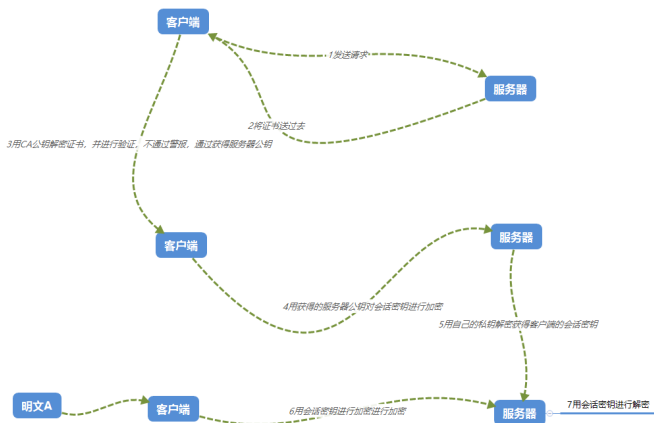 客户端
1发送请求
服务器
2将证书送过去
3用CA公钥解密证书，并进行验证，不通过警报，通过获得服务器公钥
服务器
客户端
4用获得的服务器公钥对会话密钥进行加密
5用自己的私钥解密获得客户端的会话密钥
明文A
客户端
6用会话密钥进行加密进行加密
服务器
7用会话密钥进行解密